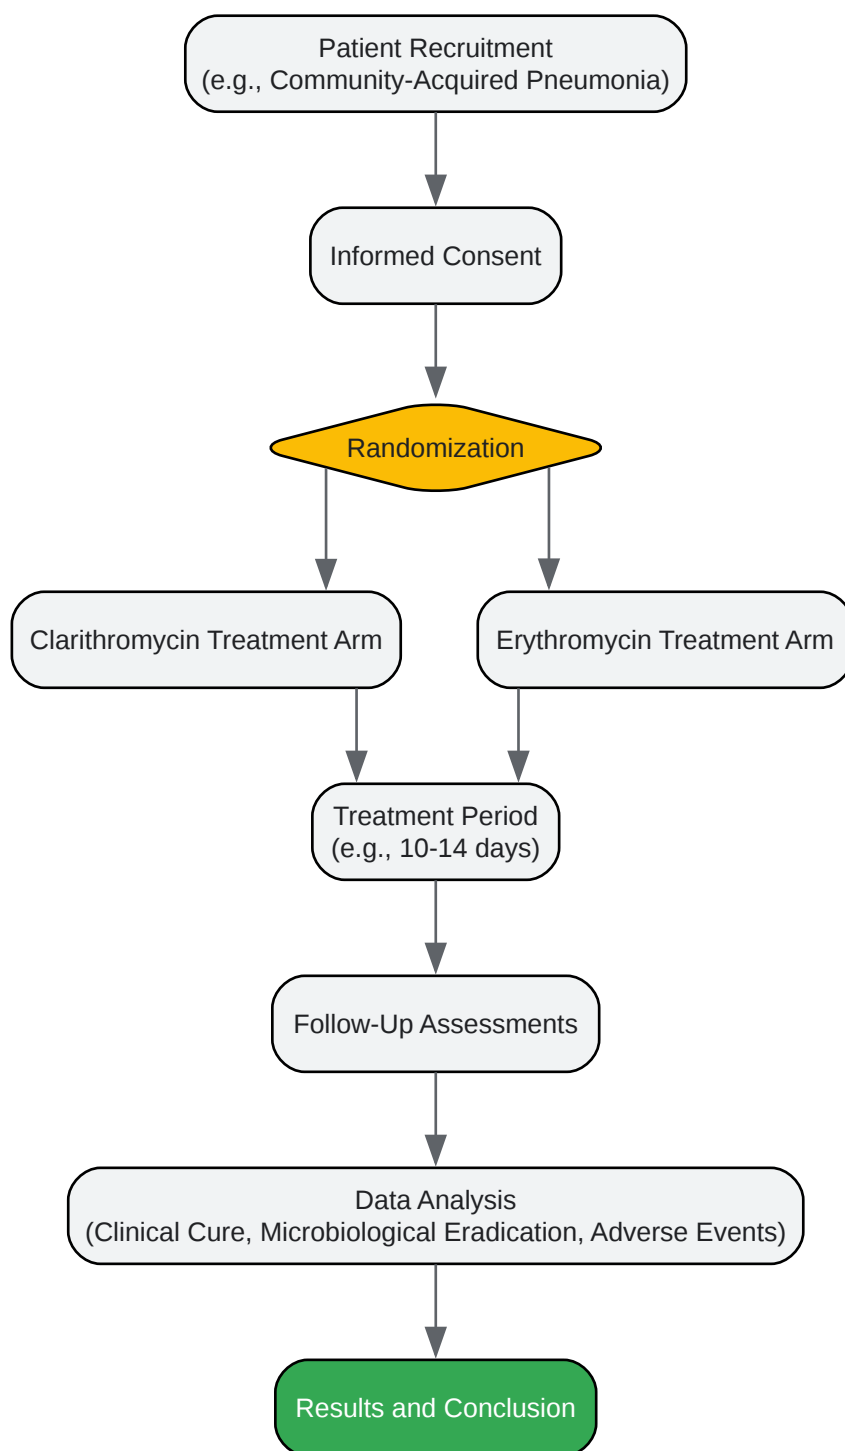 Patient Recruitment
(e.g., Community-Acquired Pneumonia)
Informed Consent
Randomization
Clarithromycin Treatment Arm
Erythromycin Treatment Arm
Treatment Period
(e.g., 10-14 days)
Follow-Up Assessments
Data Analysis
(Clinical Cure, Microbiological Eradication, Adverse Events)
Results and Conclusion